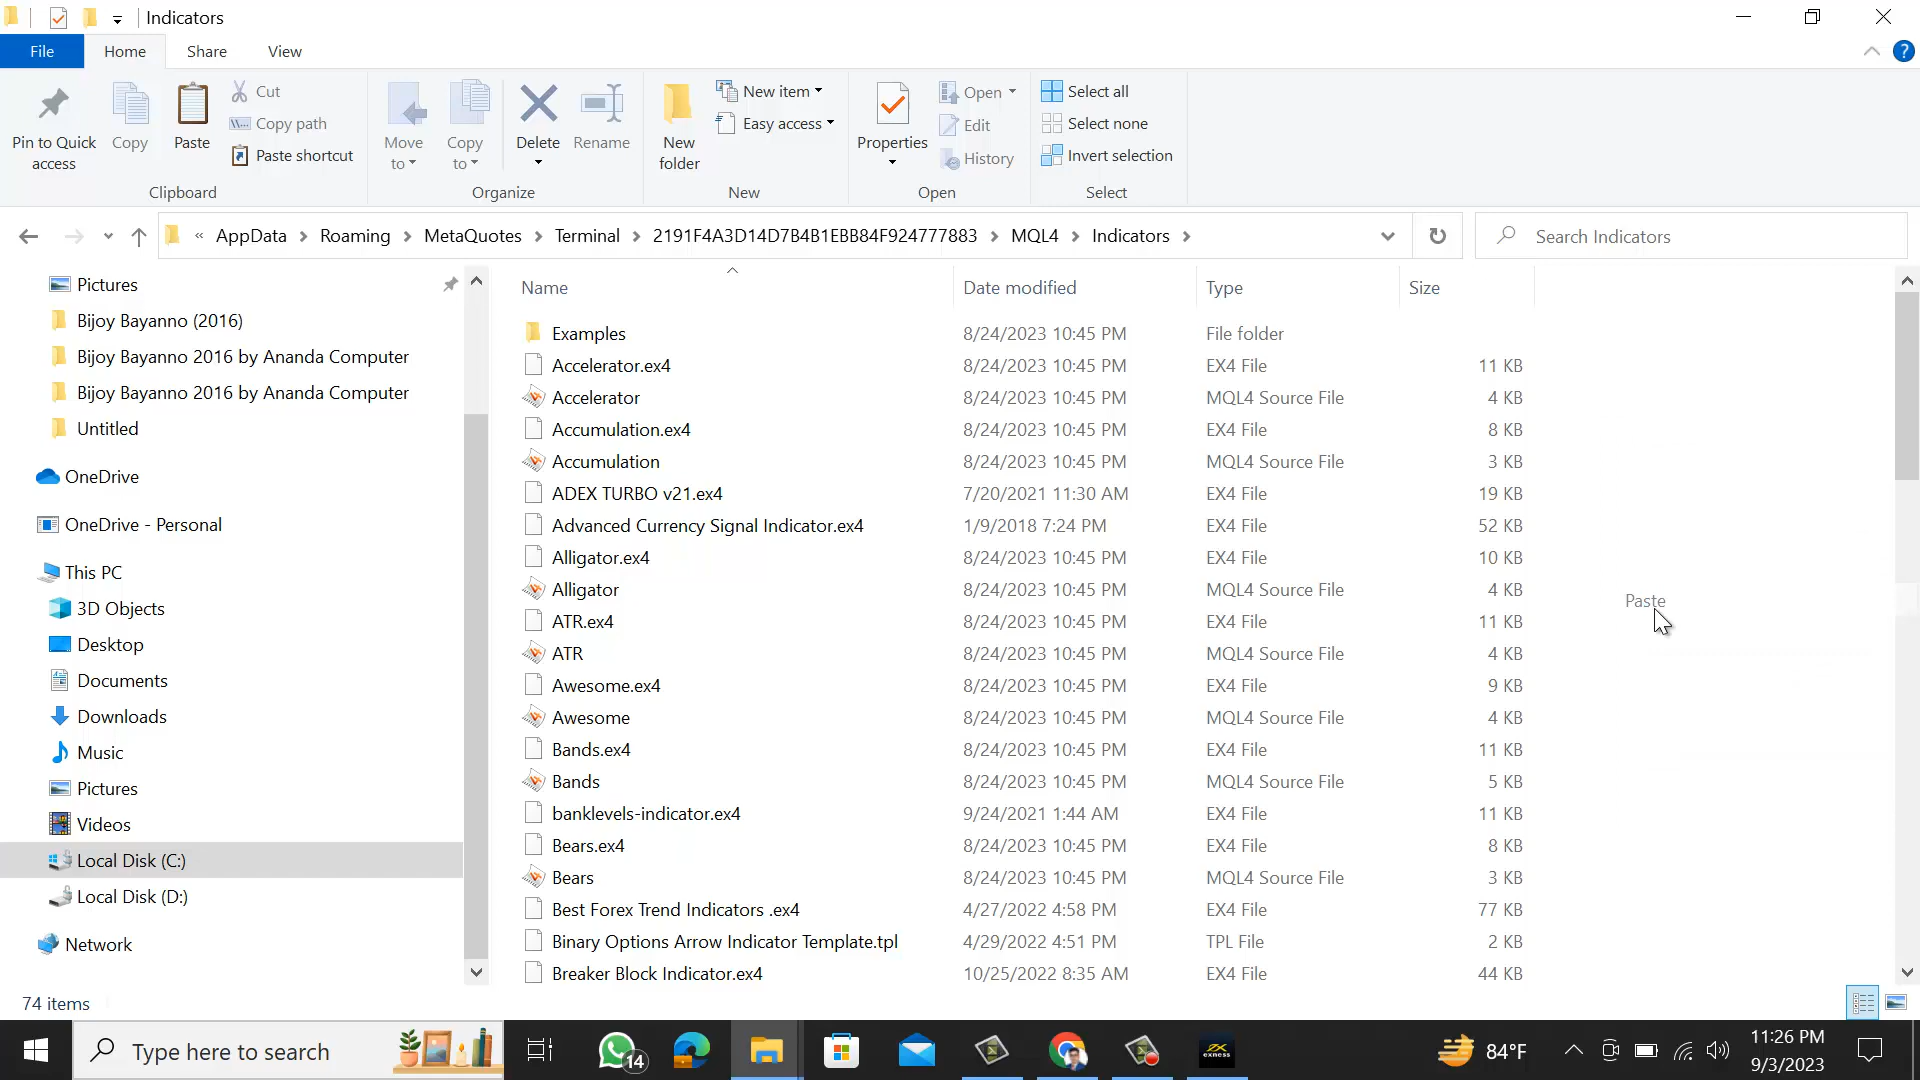 Indicators
File
Home
Share
View
Pin to Quick access
Copy
Paste
Cut
Copy path
Paste shortcut
Clipboard
Move to
Copy to
Delete
Rename
Organize
New folder
New item
Easy access
New
Properties
Open
Edit
History
Open
Select all
Select none
Invert selection
Select
« AppData > Roaming > MetaQuotes > Terminal > 2191F4A3D14D7B4B1EBB84F924777883 > MQL4 > Indicators >
Search Indicators
Pictures
Bijoy Bayanno (2016)
Bijoy Bayanno 2016 by Ananda Computer
Bijoy Bayanno 2016 by Ananda Computer
Untitled
OneDrive
OneDrive - Personal
This PC
3D Objects
Desktop
Documents
Downloads
Music
Pictures
Videos
Local Disk (C:)
Local Disk (D:)
Network
Name Date modified Type Size
Examples 8/24/2023 10:45 PM File folder
Accelerator.ex4 8/24/2023 10:45 PM EX4 File 11 KB
Accelerator 8/24/2023 10:45 PM MQL4 Source File 4 KB
Accumulation.ex4 8/24/2023 10:45 PM EX4 File 8 KB
Accumulation 8/24/2023 10:45 PM MQL4 Source File 3 KB
ADEX TURBO v21.ex4 7/20/2021 11:30 AM EX4 File 19 KB
Advanced Currency Signal Indicator.ex4 1/9/2018 7:24 PM EX4 File 52 KB
Alligator.ex4 8/24/2023 10:45 PM EX4 File 10 KB
Alligator 8/24/2023 10:45 PM MQL4 Source File 4 KB
ATR.ex4 8/24/2023 10:45 PM EX4 File 11 KB
ATR 8/24/2023 10:45 PM MQL4 Source File 4 KB
Awesome.ex4 8/24/2023 10:45 PM EX4 File 9 KB
Awesome 8/24/2023 10:45 PM MQL4 Source File 4 KB
Bands.ex4 8/24/2023 10:45 PM EX4 File 11 KB
Bands 8/24/2023 10:45 PM MQL4 Source File 5 KB
banklevels-indicator.ex4 9/24/2021 1:44 AM EX4 File 11 KB
Bears.ex4 8/24/2023 10:45 PM EX4 File 8 KB
Bears 8/24/2023 10:45 PM MQL4 Source File 3 KB
Best Forex Trend Indicators .ex4 4/27/2022 4:58 PM EX4 File 77 KB
Binary Options Arrow Indicator Template.tpl 4/29/2022 4:51 PM TPL File 2 KB
Breaker Block Indicator.ex4 10/25/2022 8:35 AM EX4 File 44 KB
Paste
74 items
Type here to search
14
exness
84°F
11:26 PM
9/3/2023